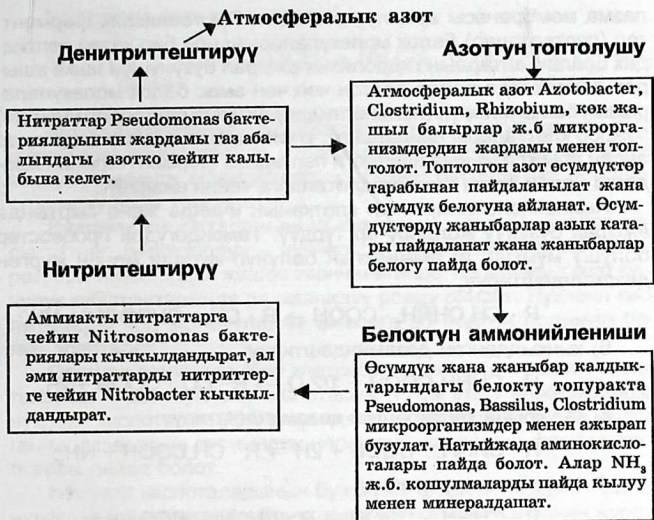 Атмосфералык азот
Денитритештирүү
Азоттун топтолушу
Нитраттар Pseudomonas бакте-
рияларынын жардамы газ аба-
лындагы азотко чейин калы-
бына келет.
Атмосфералык азот Azotobacter,
Clostridium, Rhizobium, көк жа-
шыл балырлар ж.б микрорга-
низмдердин жардамы менен топ-
толот. Топтолгон азот өсүмдүктөр
тарабынан пайдаланылат жана
өсүмдүк белогуна айланат. Өсүм-
дүктөрдү жаныбарлар азык ката-
ры пайдаланат жана жаныбарлар
белогу пайда болот.
Нитриттештирүү
Аммиакты нитраттарга
чейин Nitrosomonas бак-
териялары кычкылдандырат, ал
эми нитраттарды нитриттер-
ге чейин Nitrobacter кычкыл-
дандырат.
Белоктун аммонийлениши
Өсүмдүк жана жаныбар калдык-
тарындагы белокту топуракта
Pseudomonas, Bassilus, Clostridium
микроорганизмдер менен ажырап
бузулат. Натыйжада аминокисло-
талары пайда болот. Алар NH₃
ж.б. кошулмаларды пайда кылуу
менен минералдашат.